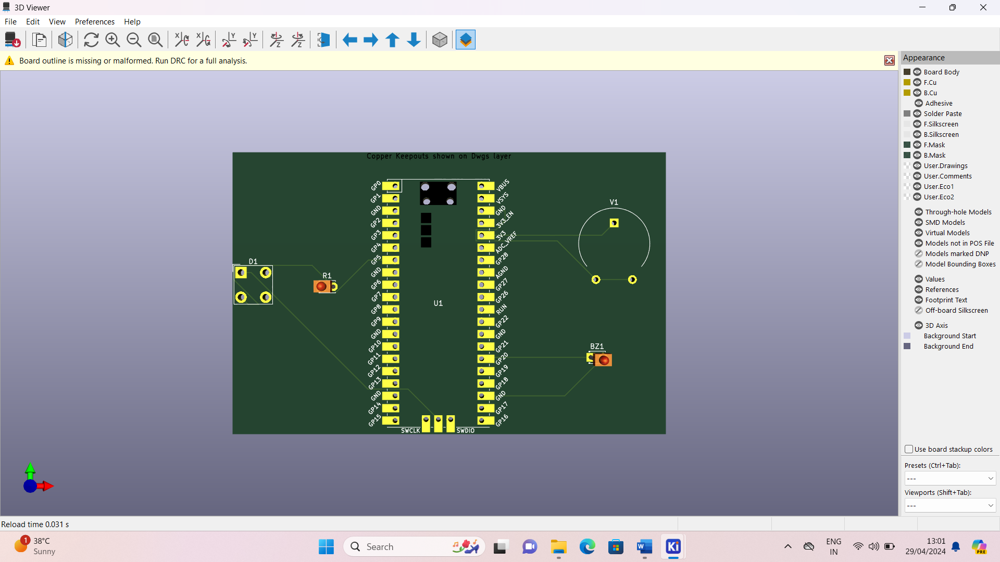 3D Viewer
File Edit View Preferences Help
Board outline is missing or malformed. Run DRC for a full analysis.
Appearance
Board Body
F.Cu
B.Cu
Adhesive
Solder Paste
F.Silkscreen
B.Silkscreen
F.Mask
B.Mask
User.Drawings
User.Comments
User.Eco1
User.Eco2
Through-hole Models
SMD Models
Virtual Models
Models not in POS File
Models marked DNP
Model Bounding Boxes
Values
References
Footprint Text
Off-board Silkscreen
3D Axis
Background Start
Background End
Use board stackup colors
Presets (Ctrl+Tab):
---
Viewports (Shift+Tab):
---
Copper Keepouts shown on Dwgs layer
GP0
GP1
GND
GP2
GP3
GP4
GP5
GND
GP6
GP7
GP8
GP9
GND
GP10
GP11
GP12
GP13
GND
GP14
GP15
VBUS
VSYS
GND
3V3_EN
3V3
ADC_VREF
GP28
AGND
GP27
GP26
RUN
GP22
GND
GP21
GP20
GP19
GP18
GND
GP17
GP16
SWCLK
SWDIO
U1
D1
R1
V1
BZ1
Reload time 0.031 s
1
38°C
Sunny
Search
ENG
IN
13:01
29/04/2024
PRE